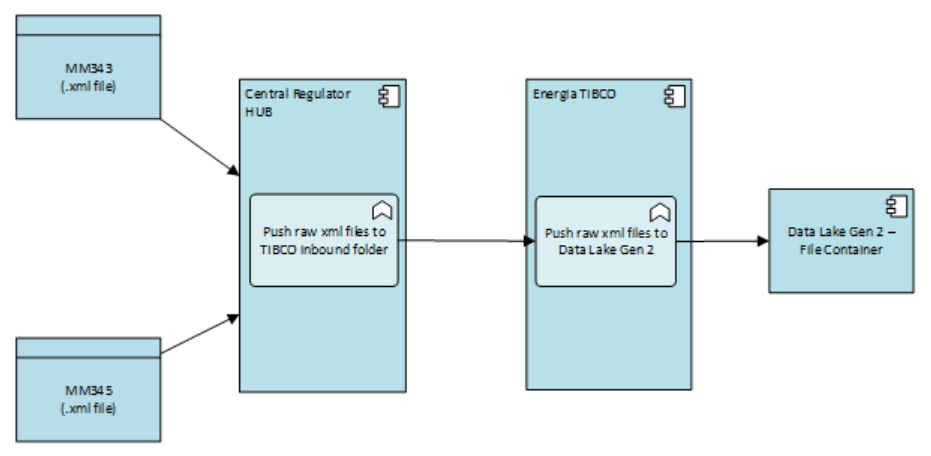 MM343
(.xml file)
Central Regulator
HUB
Push raw xml files to
TIBCO Inbound folder
Energia TIBCO
Push raw xml files to
Data Lake Gen 2
Data Lake Gen 2 –
File Container
MM345
(.xml file)